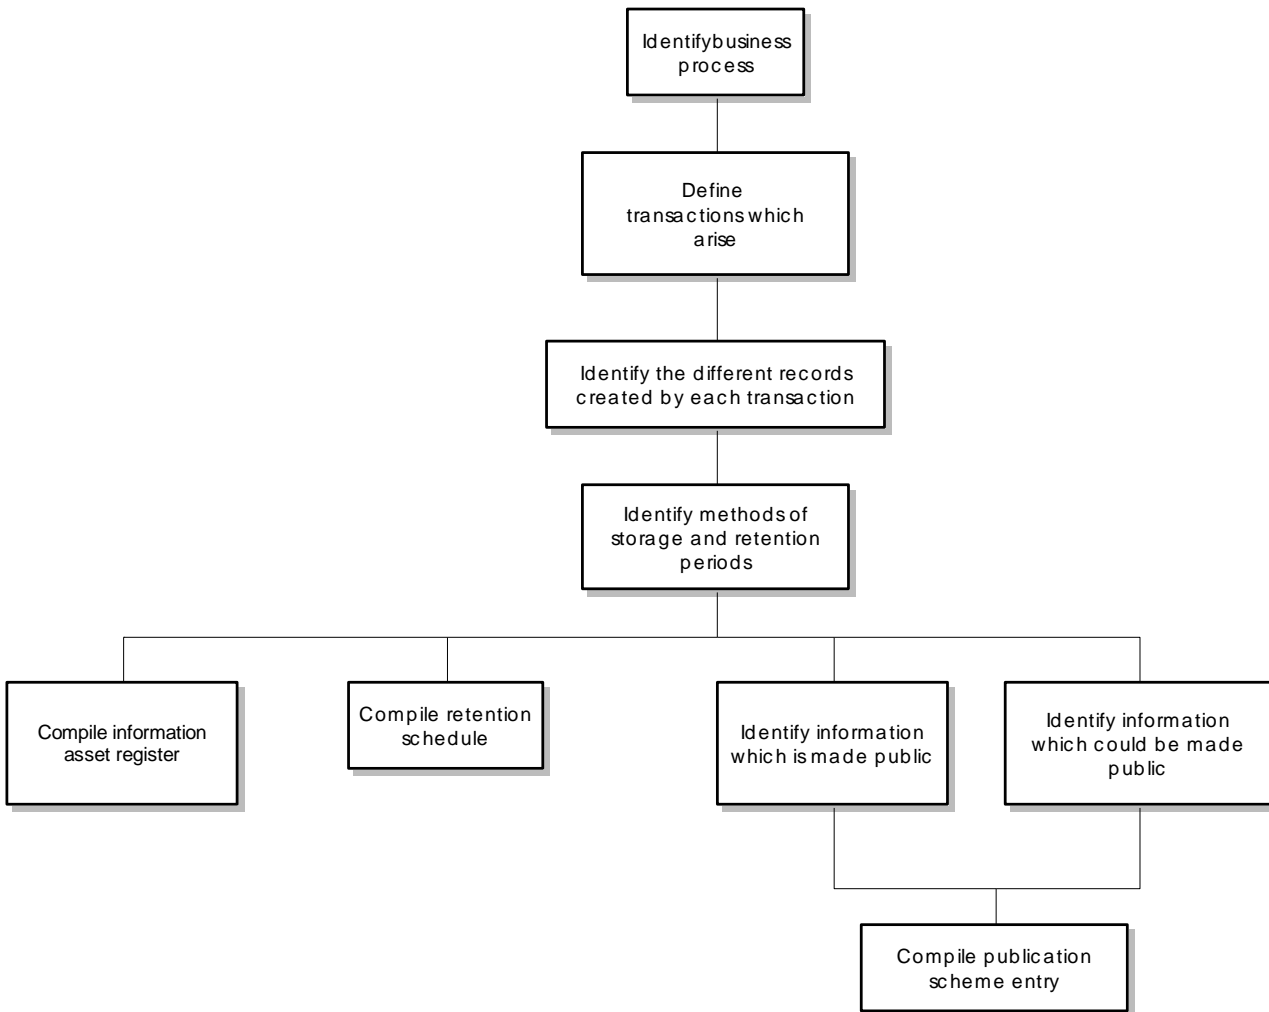 Identify business
process
Define
transactions which
arise
Identify the different records
created by each transaction
Identify methods of
storage and retention
periods
Compile information
asset register
Compile retention
schedule
Identify information
which is made public
Identify information
which could be made
public
Compile publication
scheme entry